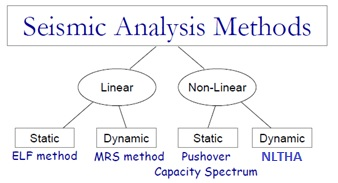 Seismic Analysis Methods
Linear Non-Linear
Static Dynamic Static Dynamic
ELF method MRS method Pushover NLTHA
Capacity Spectrum